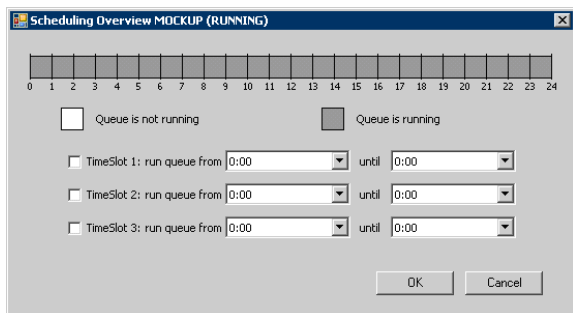 Scheduling Overview MOCKUP (RUNNING)
0 1 2 3 4 5 6 7 8 9 10 11 12 13 14 15 16 17 18 19 20 21 22 23 24
Queue is not running Queue is running
TimeSlot 1: run queue from 0:00 until 0:00
TimeSlot 2: run queue from 0:00 until 0:00
TimeSlot 3: run queue from 0:00 until 0:00
OK Cancel